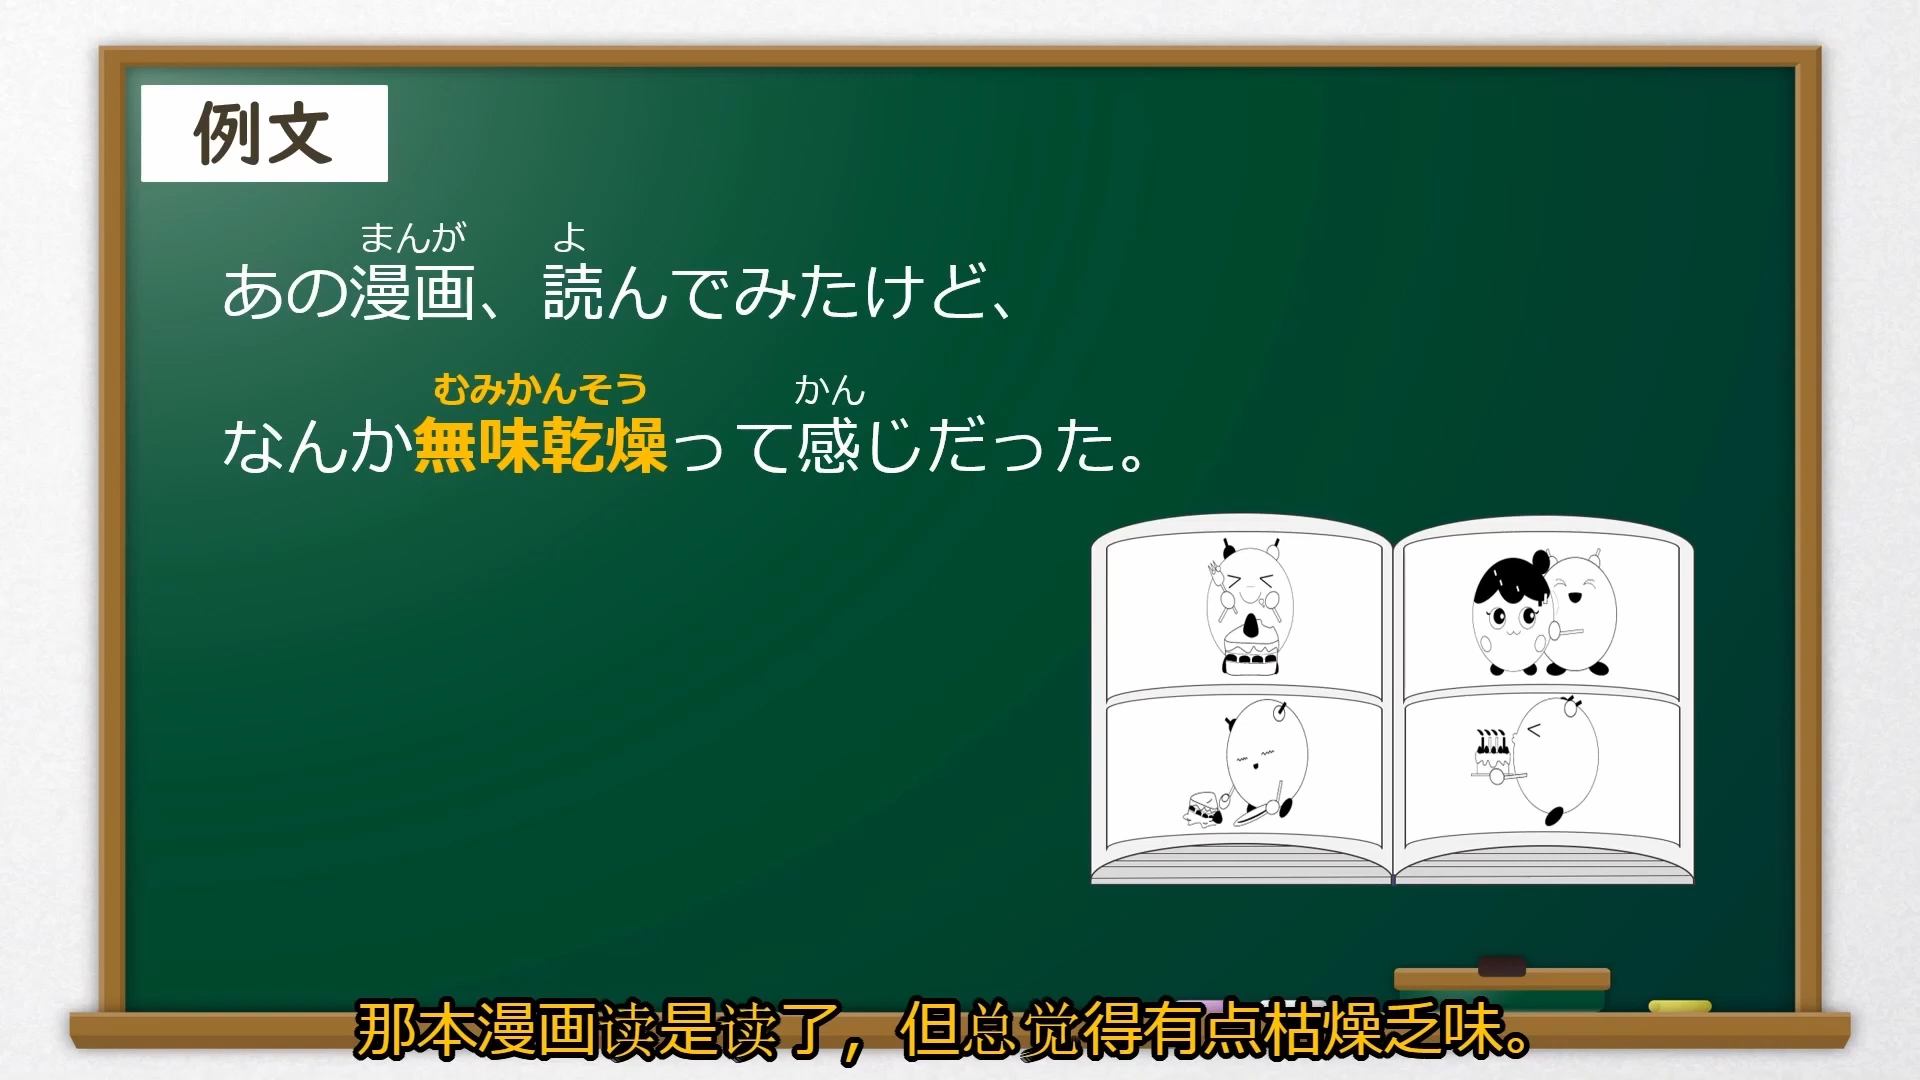 例文
まんが よ
あの漫画、読んでみたけど、
むみかんそう かん
なんか無味乾燥って感じだった。
那本漫画读是读了，但总觉得有点枯燥乏味。